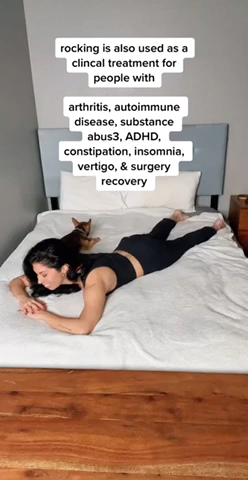 rocking is also used as a
clincal treatment for
people with
arthritis, autoimmune
disease, substance
abus3, ADHD,
constipation, insomnia,
vertigo, & surgery
recovery